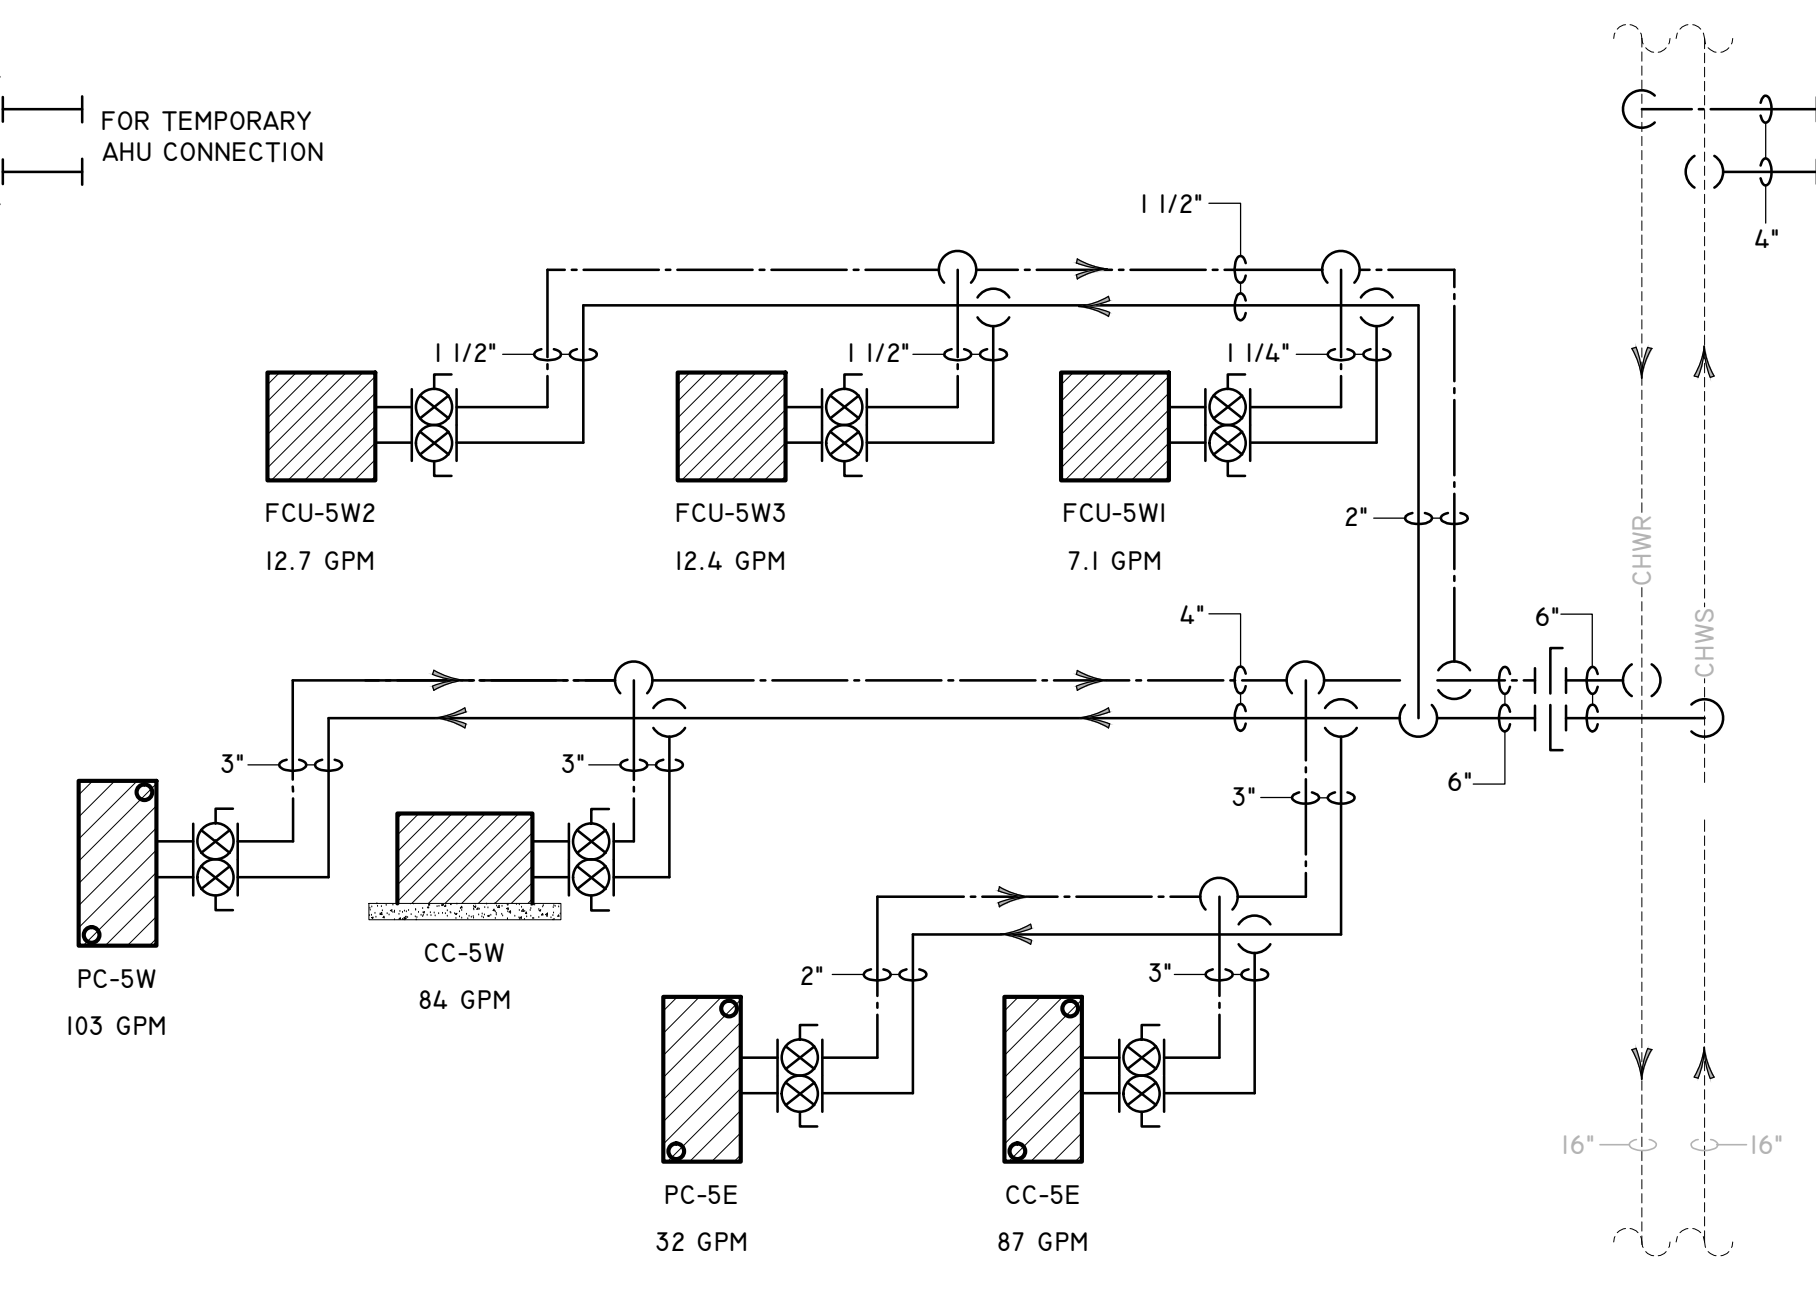 FOR TEMPORARY
AHU CONNECTION
1 1/2"
4"
1 1/2"
1 1/2"
1 1/4"
FCU-5W2
12.7 GPM
FCU-5W3
12.4 GPM
FCU-5W1
7.1 GPM
2"
CHWR
CHWS
4"
6"
6"
3"
3"
3"
PC-5W
103 GPM
CC-5W
84 GPM
2"
3"
PC-5E
32 GPM
CC-5E
87 GPM
16"
16"